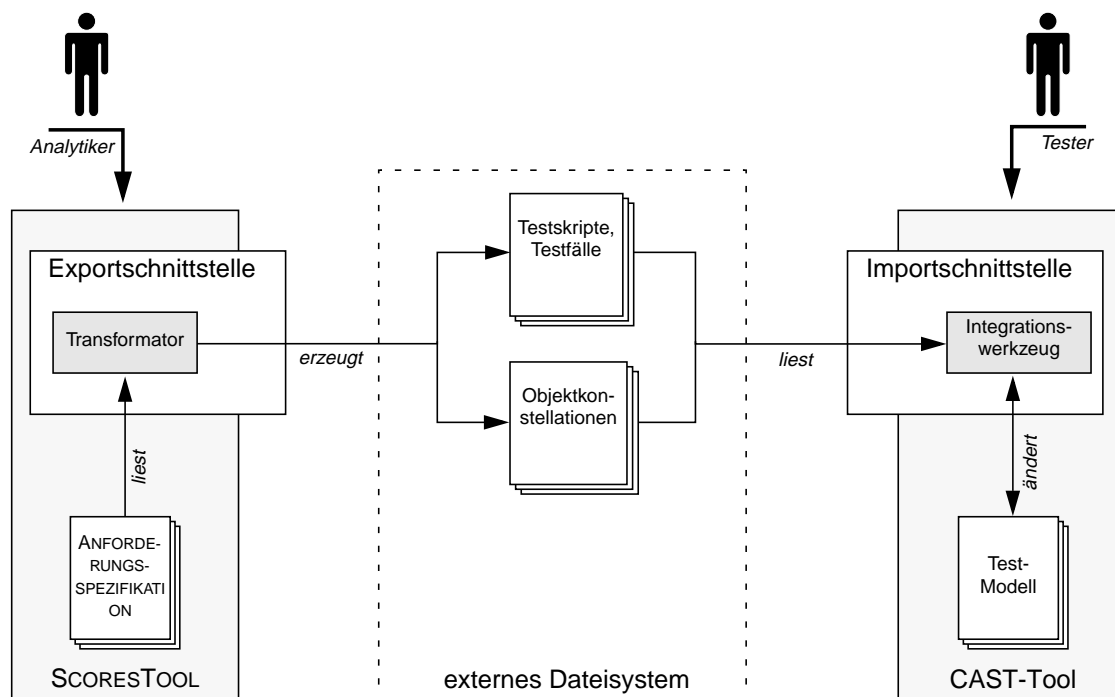 Analytiker
Tester
Testskripte,
Testfälle
Exportschnittstelle
Importschnittstelle
Transformator
erzeugt
liest
Integrations-
werkzeug
Objektkon-
stellationen
liest
ändert
ANFORDE-
RUNGS-
SPEZIFIKATI
ON
Test-
Modell
SCORESTOOL
externes Dateisystem
CAST-Tool